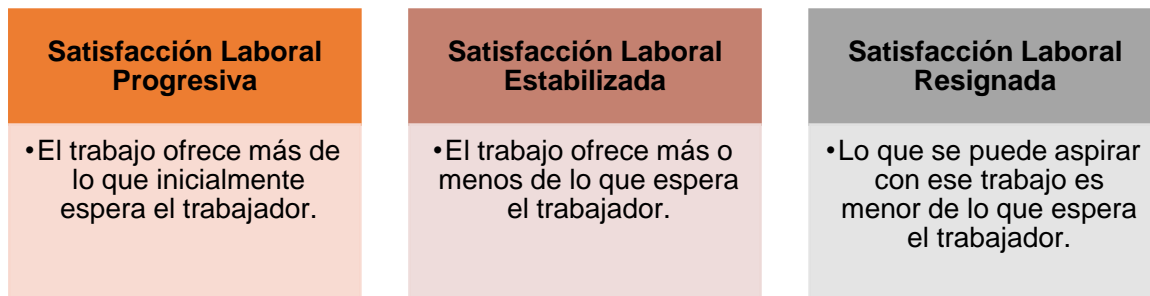 Satisfacción Laboral
Progresiva
•El trabajo ofrece más de
lo que inicialmente
espera el trabajador.
Satisfacción Laboral
Estabilizada
•El trabajo ofrece más o
menos de lo que espera
el trabajador.
Satisfacción Laboral
Resignada
•Lo que se puede aspirar
con ese trabajo es
menor de lo que espera
el trabajador.